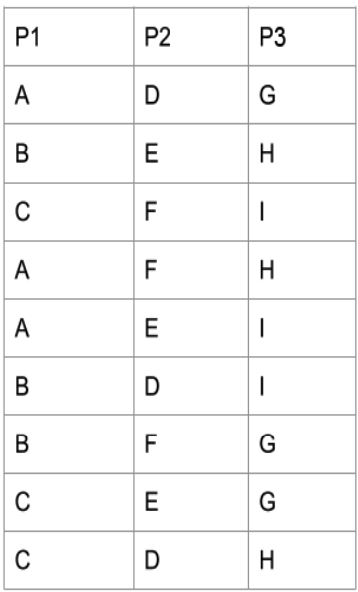 P1 P2 P3
A D G
B E H
C F I
A F H
A E I
B D I
B F G
C E G
C D H